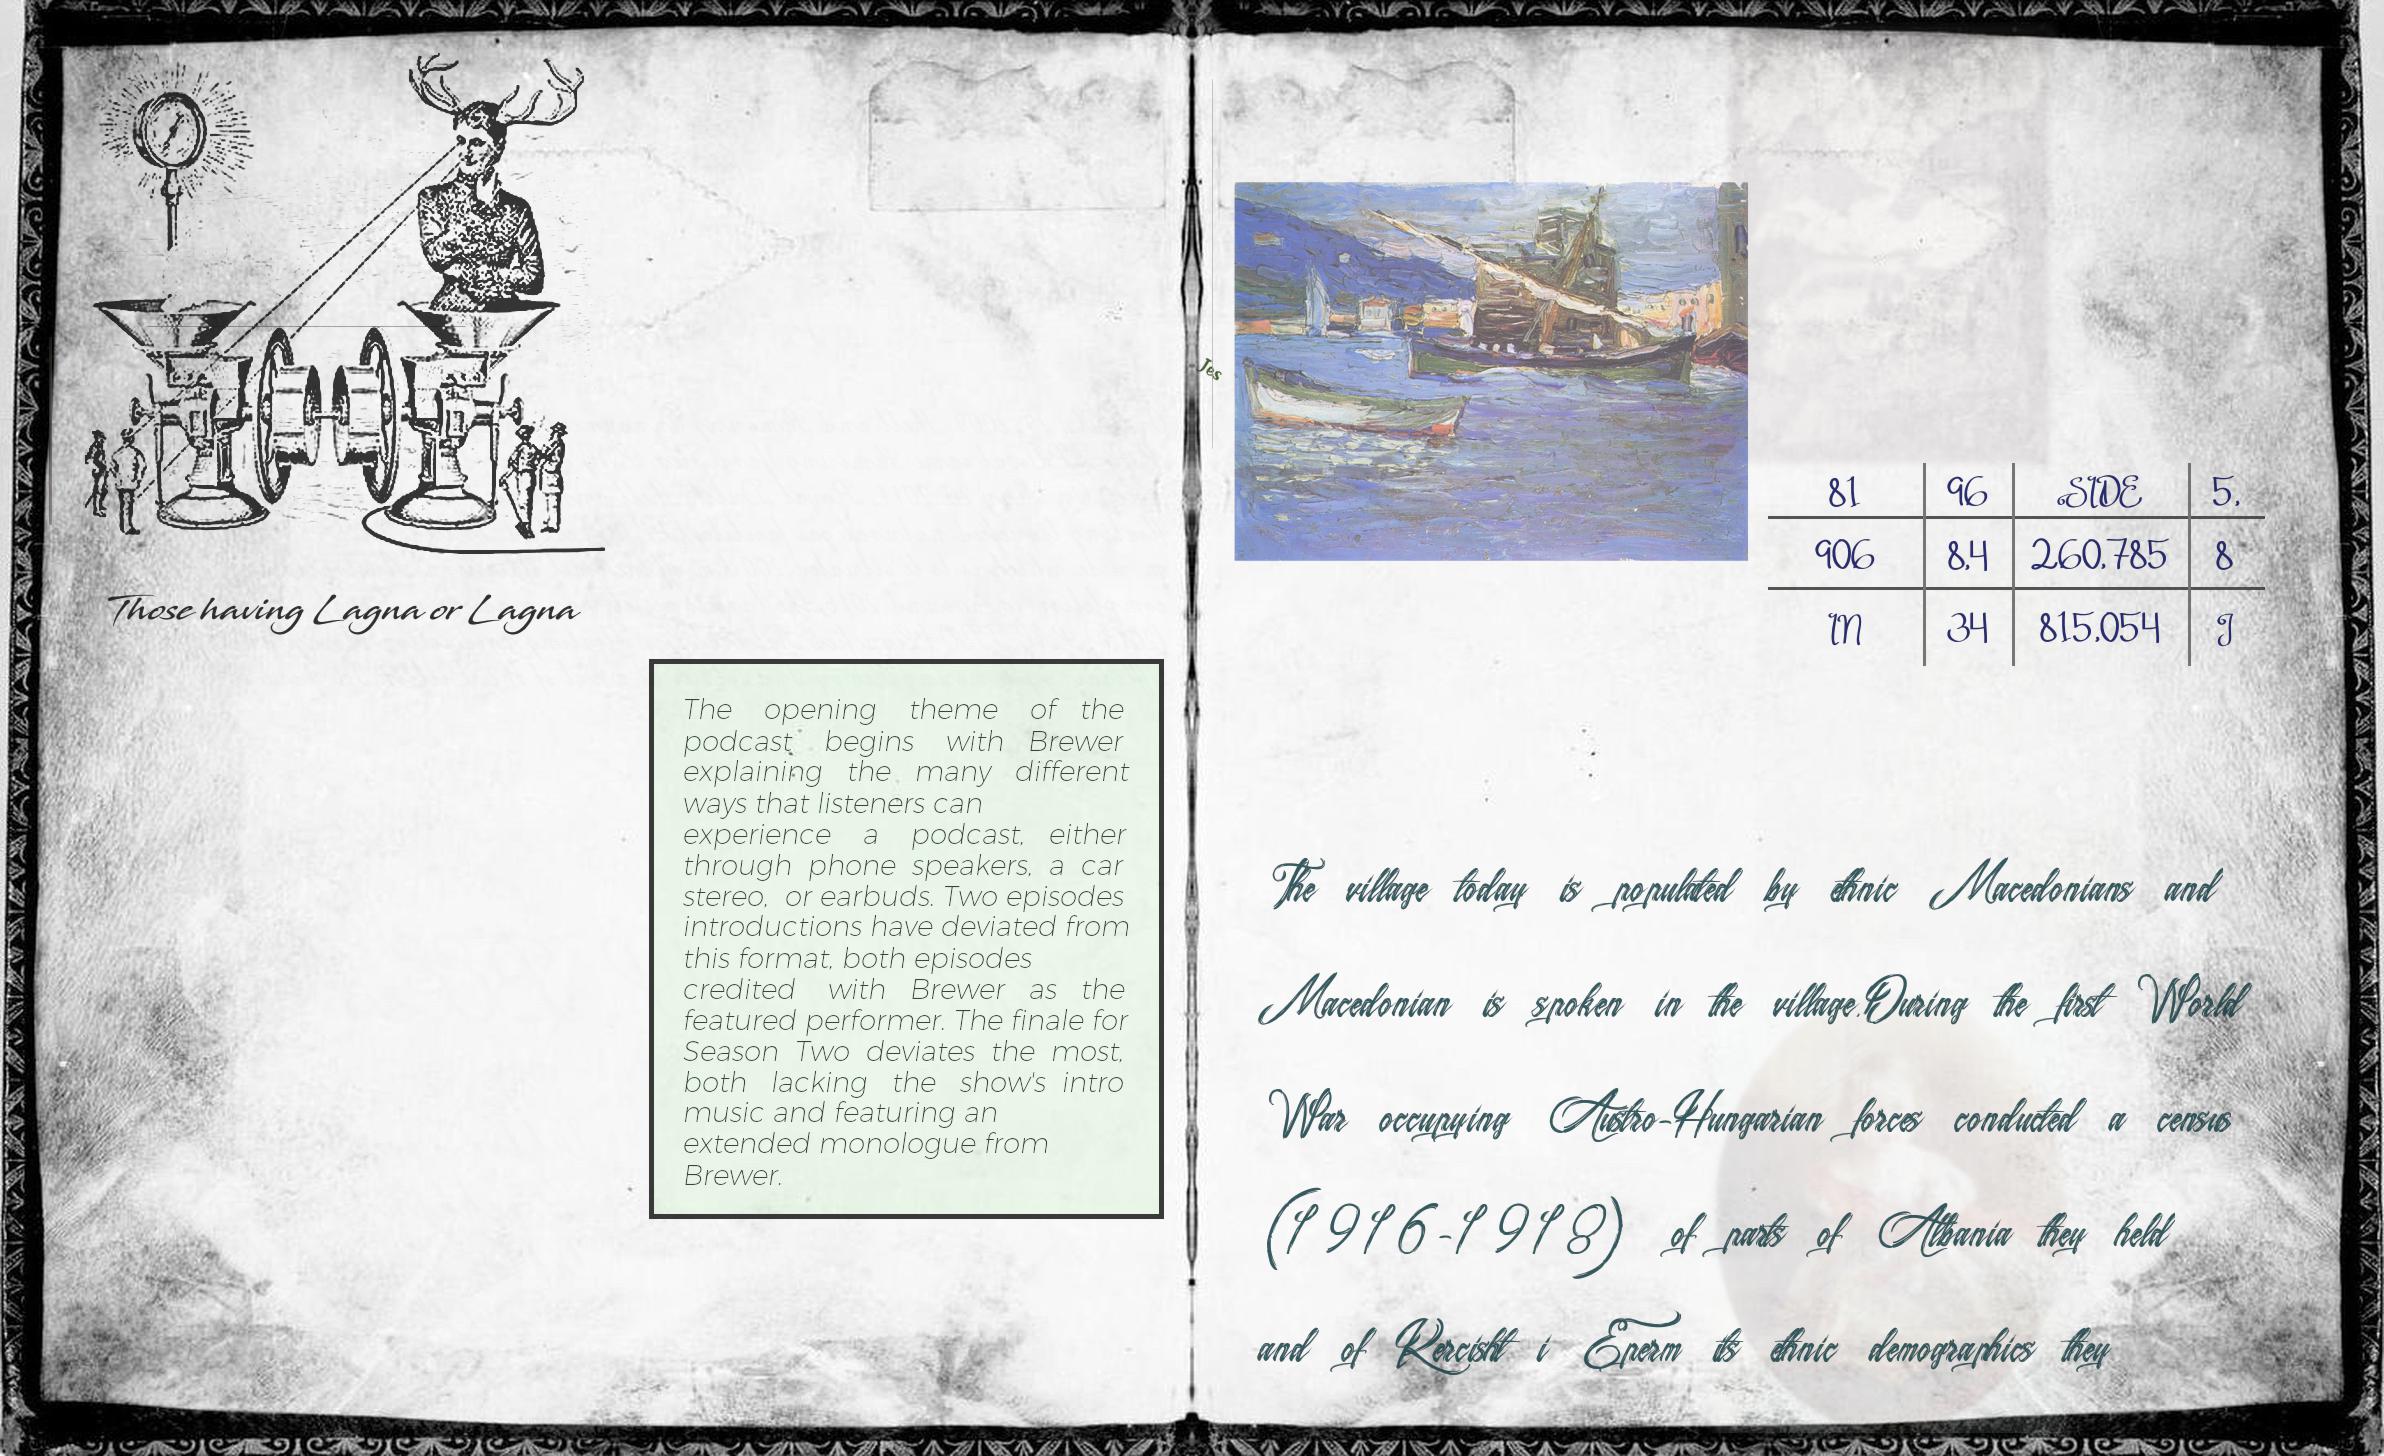 Those having Lagna or Lagna
The opening theme of the
podcast begins with Brewer
explaining the many different
ways that listeners can
experience a podcast, either
through phone speakers, a car
stereo, or earbuds. Two episodes
introductions have deviated from
this format, both episodes
credited with Brewer as the
featured performer. The finale for
Season Two deviates the most,
both lacking the show's intro
music and featuring an
extended monologue from
Brewer.
Jes
81 96 SIDE 5.
906 8.4 260.785 8
IN 34 815.054 J
The village today is populated by ethnic Macedonians and
Macedonian is spoken in the village.During the first World
War occupying Austro-Hungarian forces conducted a census
(1916-1918) of parts of Albania they held
and of Kercisht i Eperm its ethnic demographics they